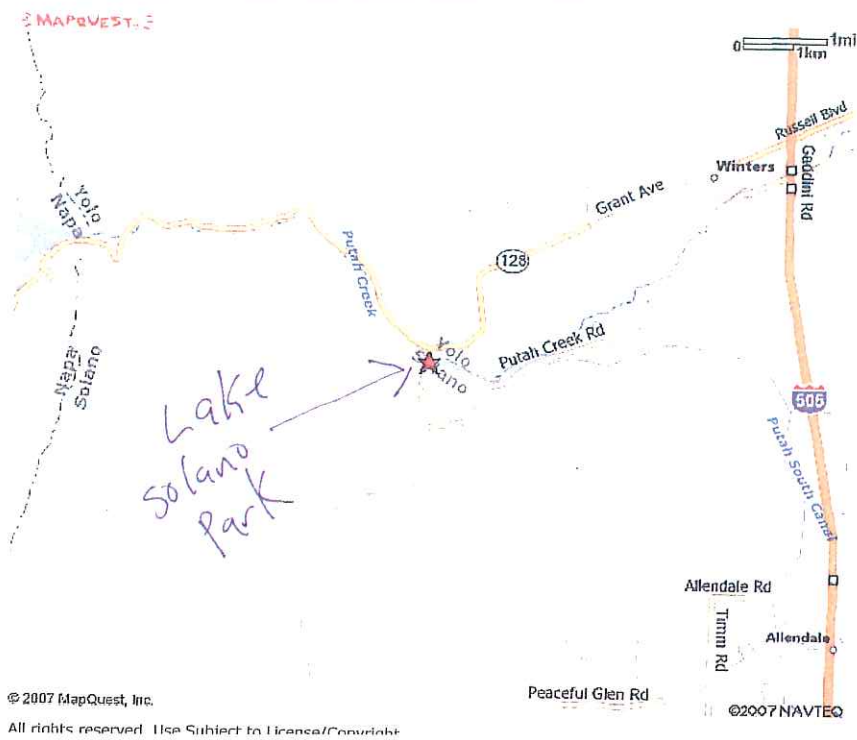 MAPQUEST.
0 1mi
1km
Russell Blvd
Winters
Gaddini Rd
Grant Ave
Yolo
Napa
Putah Creek
128
Yolo
Solano
Putah Creek Rd
Napa
Solano
505
Lake
Solano
Park
Putah South Canal
Allendale Rd
Timm Rd
Allendale
Peaceful Glen Rd
© 2007 MapQuest, Inc.
©2007 NAVTEQ
All rights reserved. Use Subject to License/Copyright